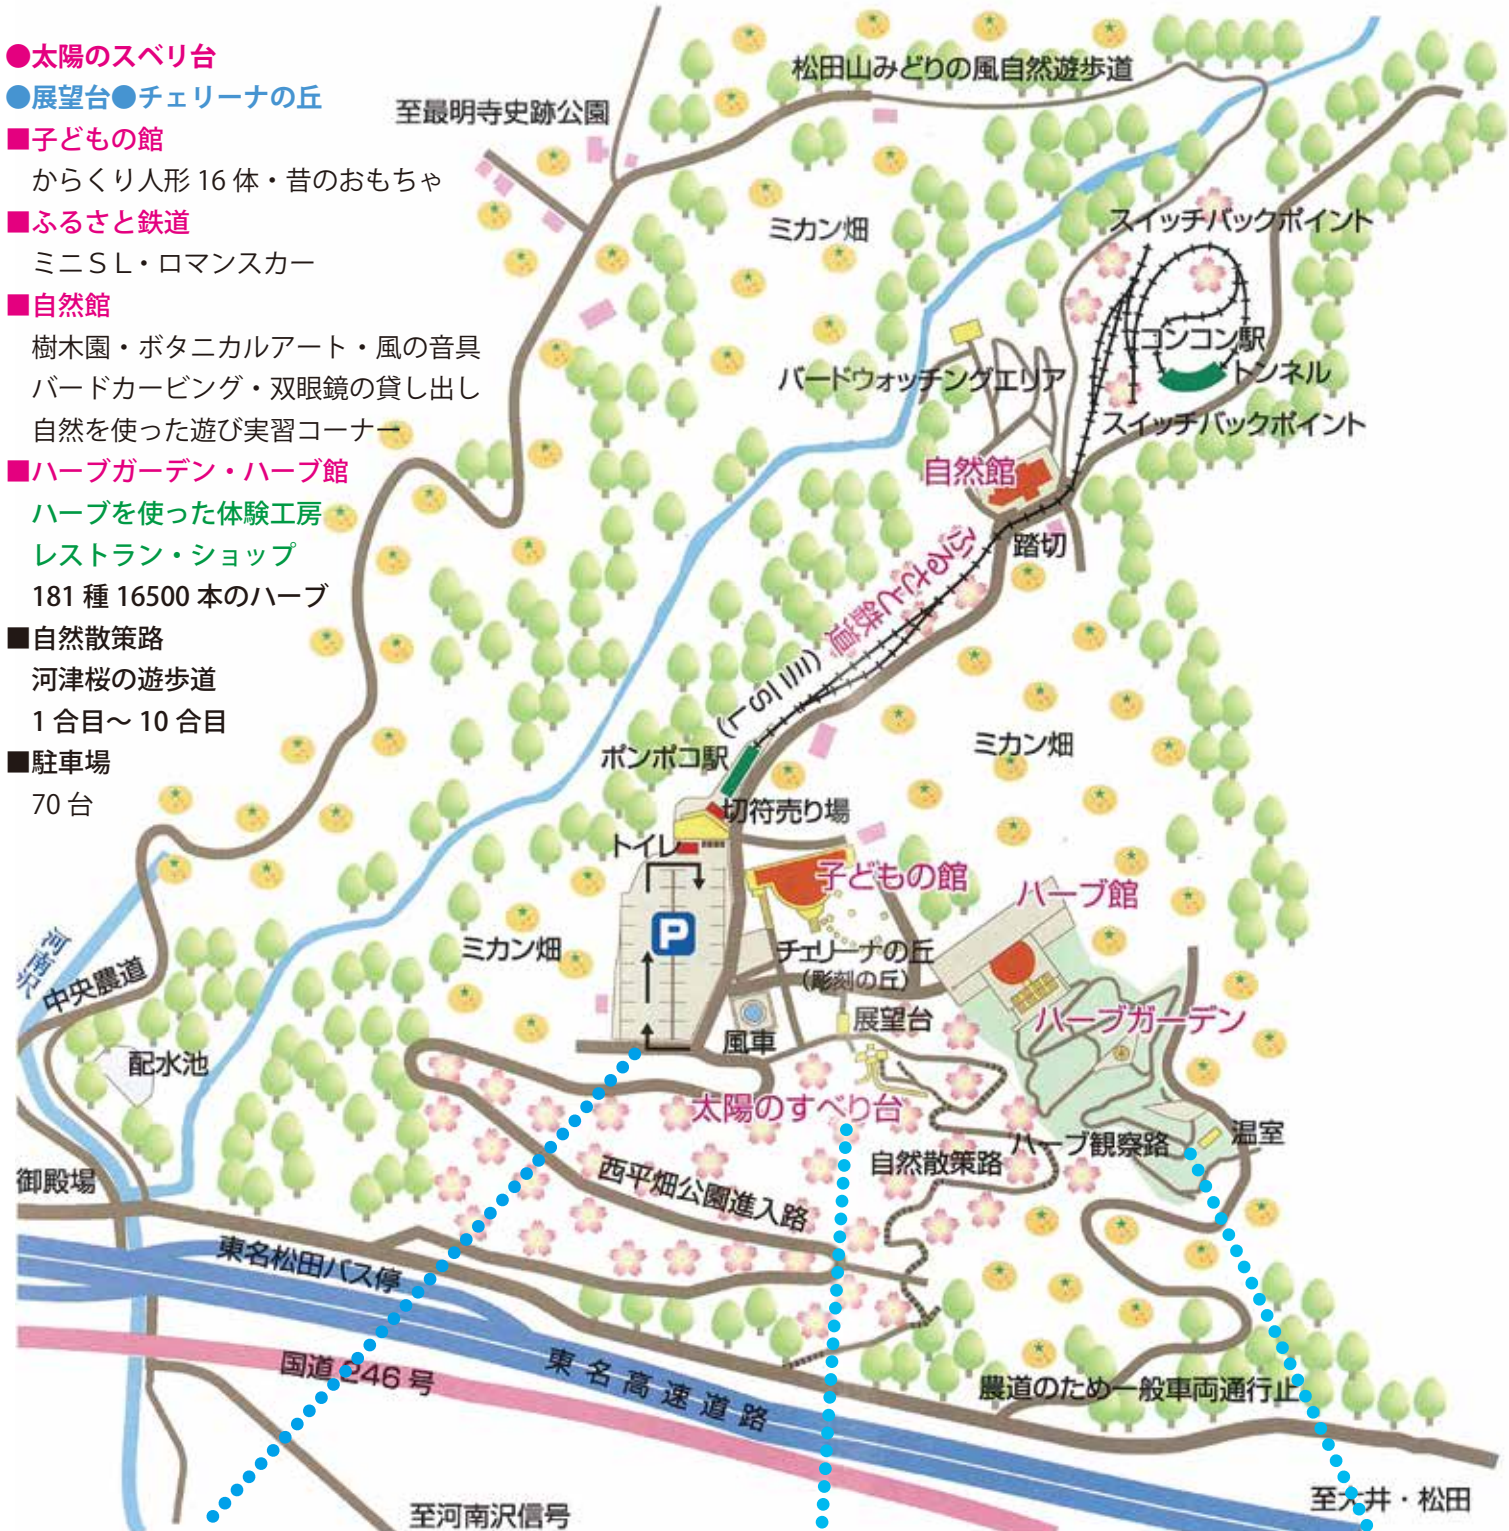 ●太陽のスベリ台
●展望台●チェリーナの丘
■子どもの館
からくり人形 16 体・昔のおもちゃ
■ふるさと鉄道
ミニＳＬ・ロマンスカー
■自然館
樹木園・ボタニカルアート・風の音具
バードカービング・双眼鏡の貸し出し
自然を使った遊び実習コーナー
■ハーブガーデン・ハーブ館
ハーブを使った体験工房
レストラン・ショップ
181 種 16500 本のハーブ
■自然散策路
河津桜の遊歩道
1 合目～ 10 合目
■駐車場
70 台
松田山みどりの風自然遊歩道
至最明寺史跡公園
ミカン畑
スイッチバックポイント
コンコン駅
トンネル
バードウォッチングエリア
スイッチバックポイント
自然館
踏切
ふるさと鉄道
(ミニSL)
ミカン畑
ポンポコ駅
切符売り場
トイレ
子どもの館
ハーブ館
P
ミカン畑
チェリーナの丘
(彫刻の丘)
河南沢
中央農道
展望台
ハーブガーデン
風車
配水池
太陽のすべり台
温室
ハーブ観察路
自然散策路
御殿場
西平畑公園進入路
東名松田バス停
国道 246 号
東名高速道路
農道のため一般車両通行止
至大井・松田
至河南沢信号